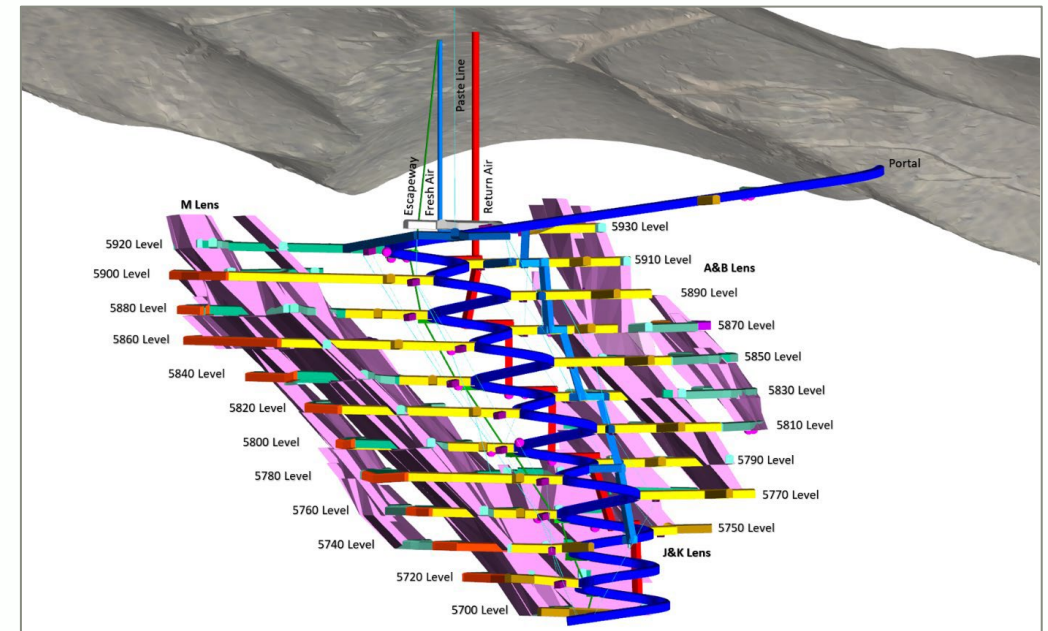 Portal
Paste Line
Escapeway
Fresh Air
Return Air
M Lens
5920 Level
5900 Level
5880 Level
5860 Level
5840 Level
5820 Level
5800 Level
5780 Level
5760 Level
5740 Level
5720 Level
5700 Level
5930 Level
5910 Level
A&B Lens
5890 Level
5870 Level
5850 Level
5830 Level
5810 Level
5790 Level
5770 Level
5750 Level
J&K Lens